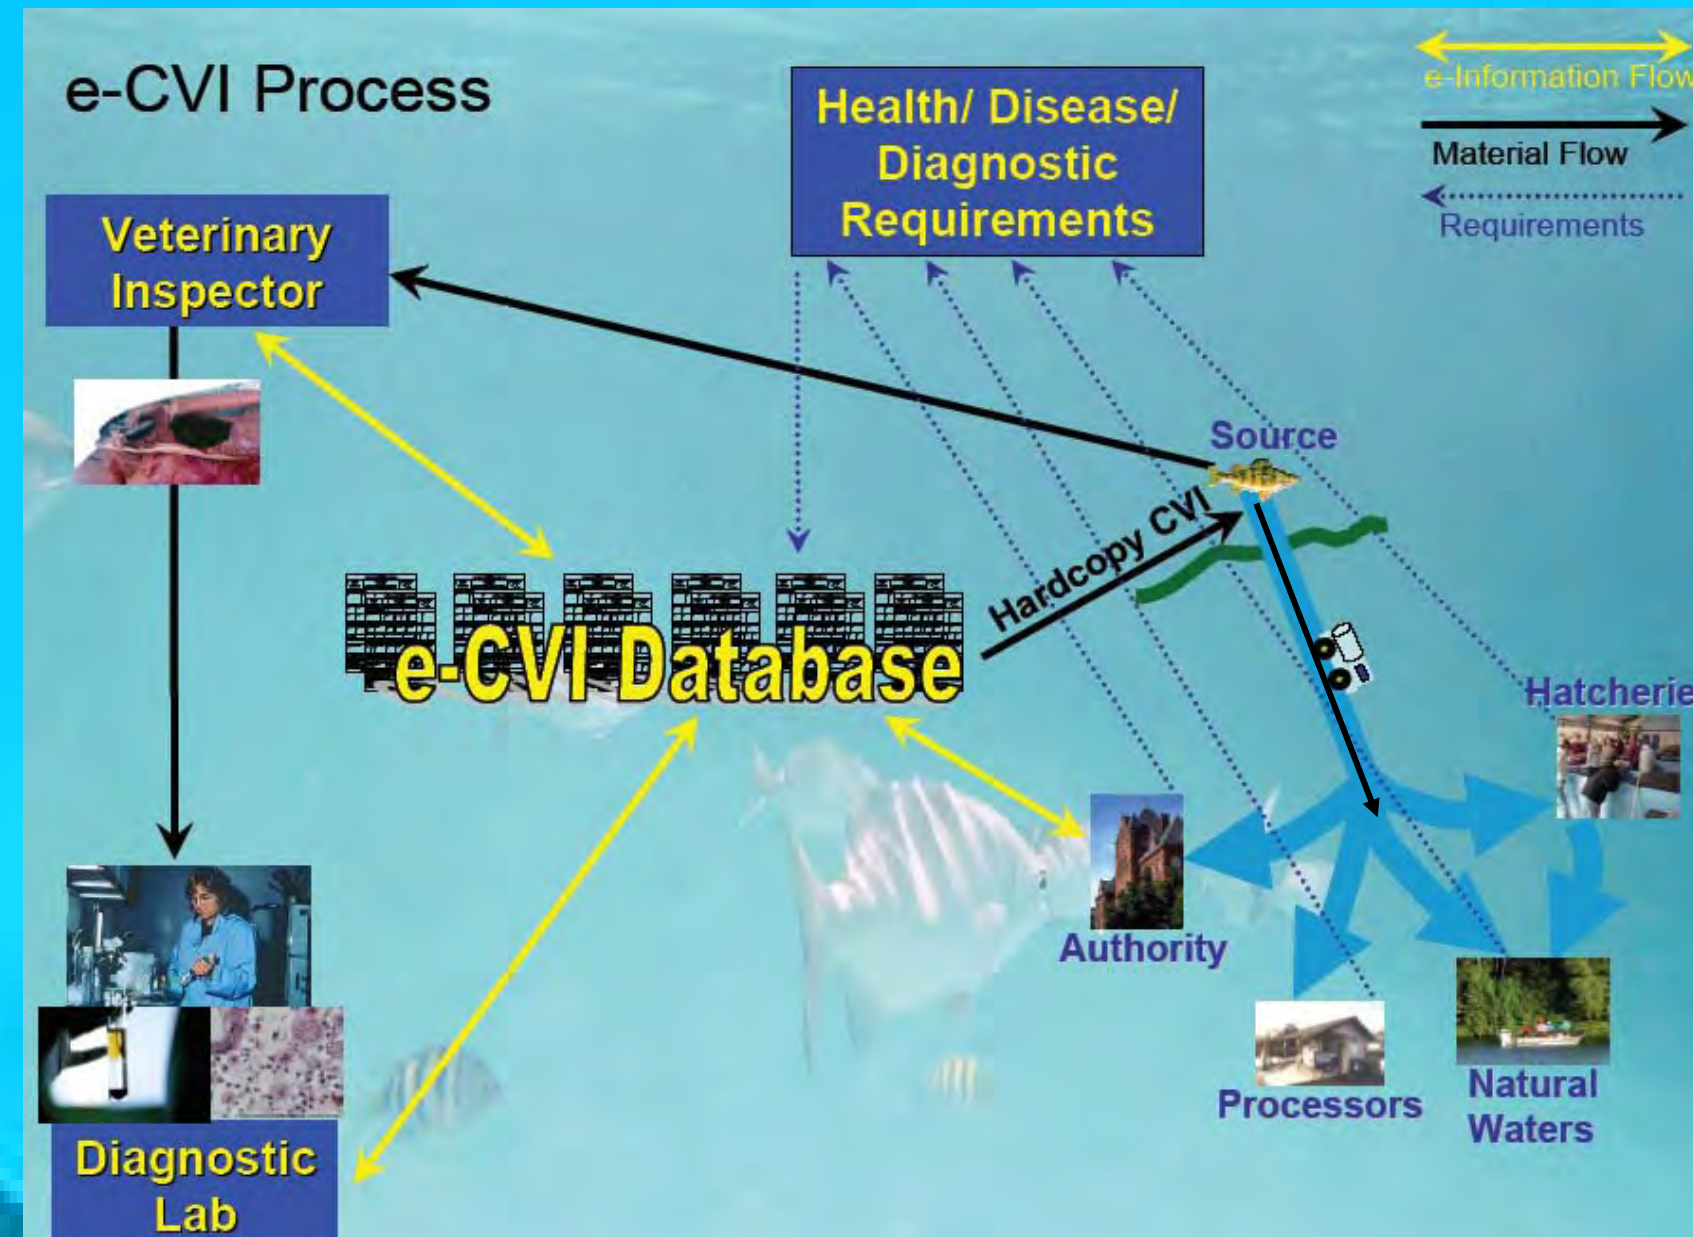 e-CVI Process
Health/ Disease/
Diagnostic
Requirements
e-Information Flow
Material Flow
Requirements
Veterinary
Inspector
Source
Hardcopy CVI
e-CVI Database
Hatcherie
Authority
Processors
Natural
Waters
Diagnostic
Lab